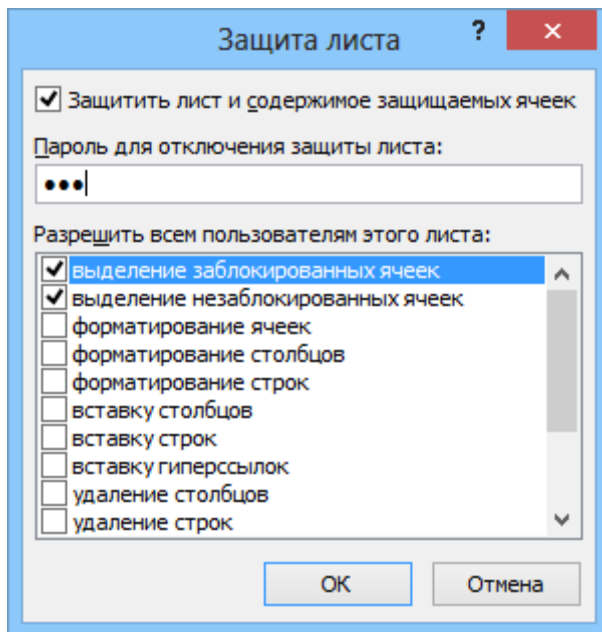 Защита листа
?
Защитить лист и содержимое защищаемых ячеек
Пароль для отключения защиты листа:
•••
Разрешить всем пользователям этого листа:
выделение заблокированных ячеек
выделение незаблокированных ячеек
форматирование ячеек
форматирование столбцов
форматирование строк
вставку столбцов
вставку строк
вставку гиперссылок
удаление столбцов
удаление строк
ОК Отмена